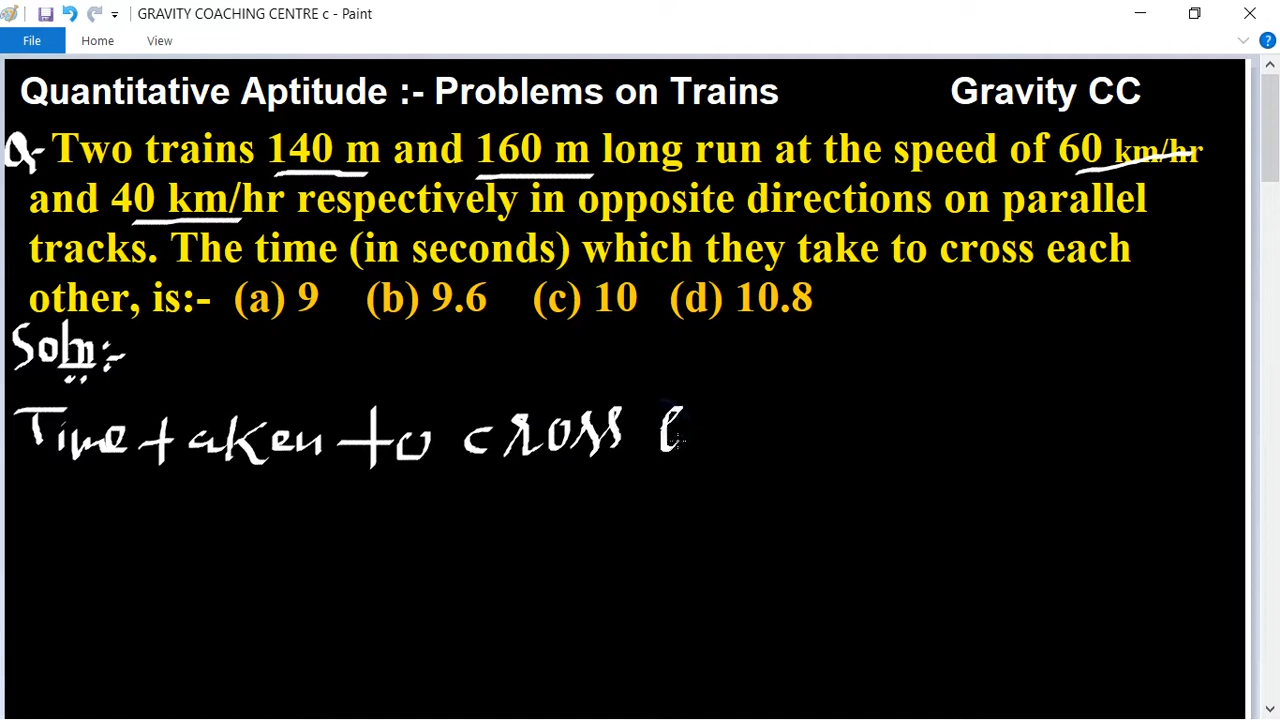 GRAVITY COACHING CENTRE c - Paint
File Home View
Quantitative Aptitude :- Problems on Trains Gravity CC
Q- Two trains 140 m and 160 m long run at the speed of 60 km/hr
and 40 km/hr respectively in opposite directions on parallel
tracks. The time (in seconds) which they take to cross each
other, is:- (a) 9 (b) 9.6 (c) 10 (d) 10.8
Soln:-
Time taken to cross e